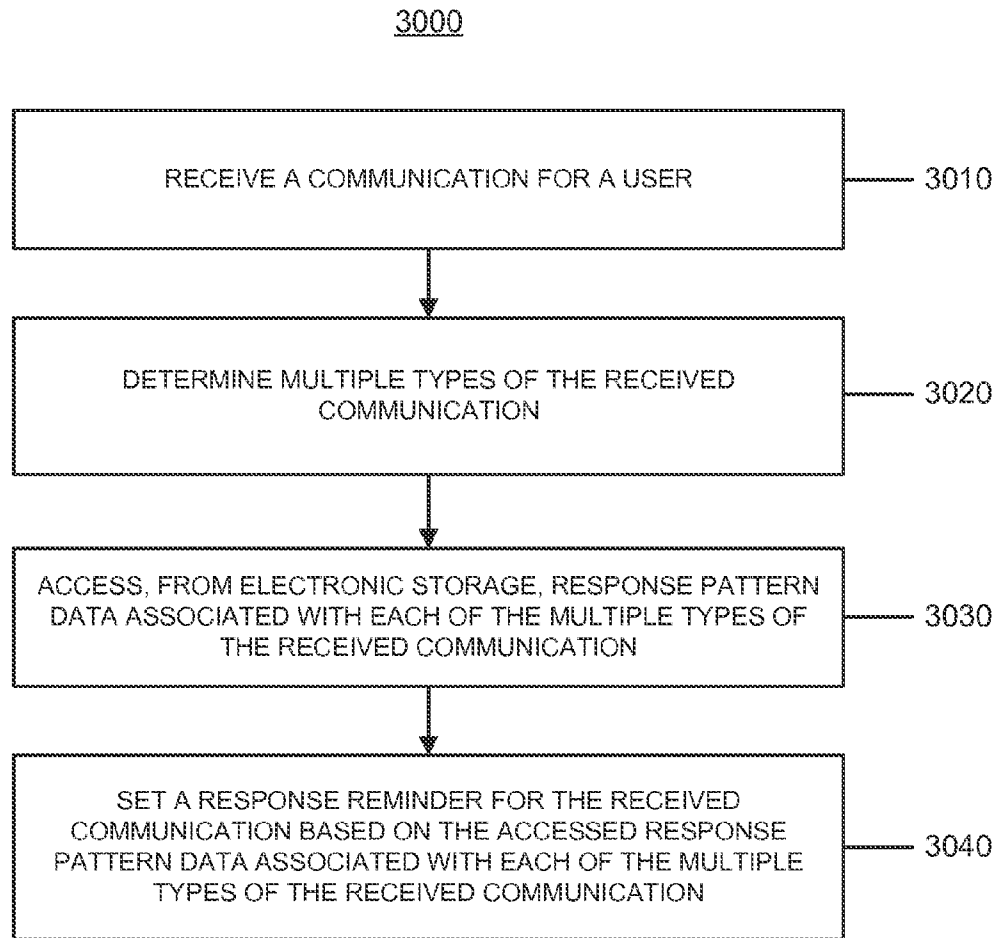 3000
RECEIVE A COMMUNICATION FOR A USER
3010
DETERMINE MULTIPLE TYPES OF THE RECEIVED
COMMUNICATION
3020
ACCESS, FROM ELECTRONIC STORAGE, RESPONSE PATTERN
DATA ASSOCIATED WITH EACH OF THE MULTIPLE TYPES OF
THE RECEIVED COMMUNICATION
3030
SET A RESPONSE REMINDER FOR THE RECEIVED
COMMUNICATION BASED ON THE ACCESSED RESPONSE
PATTERN DATA ASSOCIATED WITH EACH OF THE MULTIPLE
TYPES OF THE RECEIVED COMMUNICATION
3040